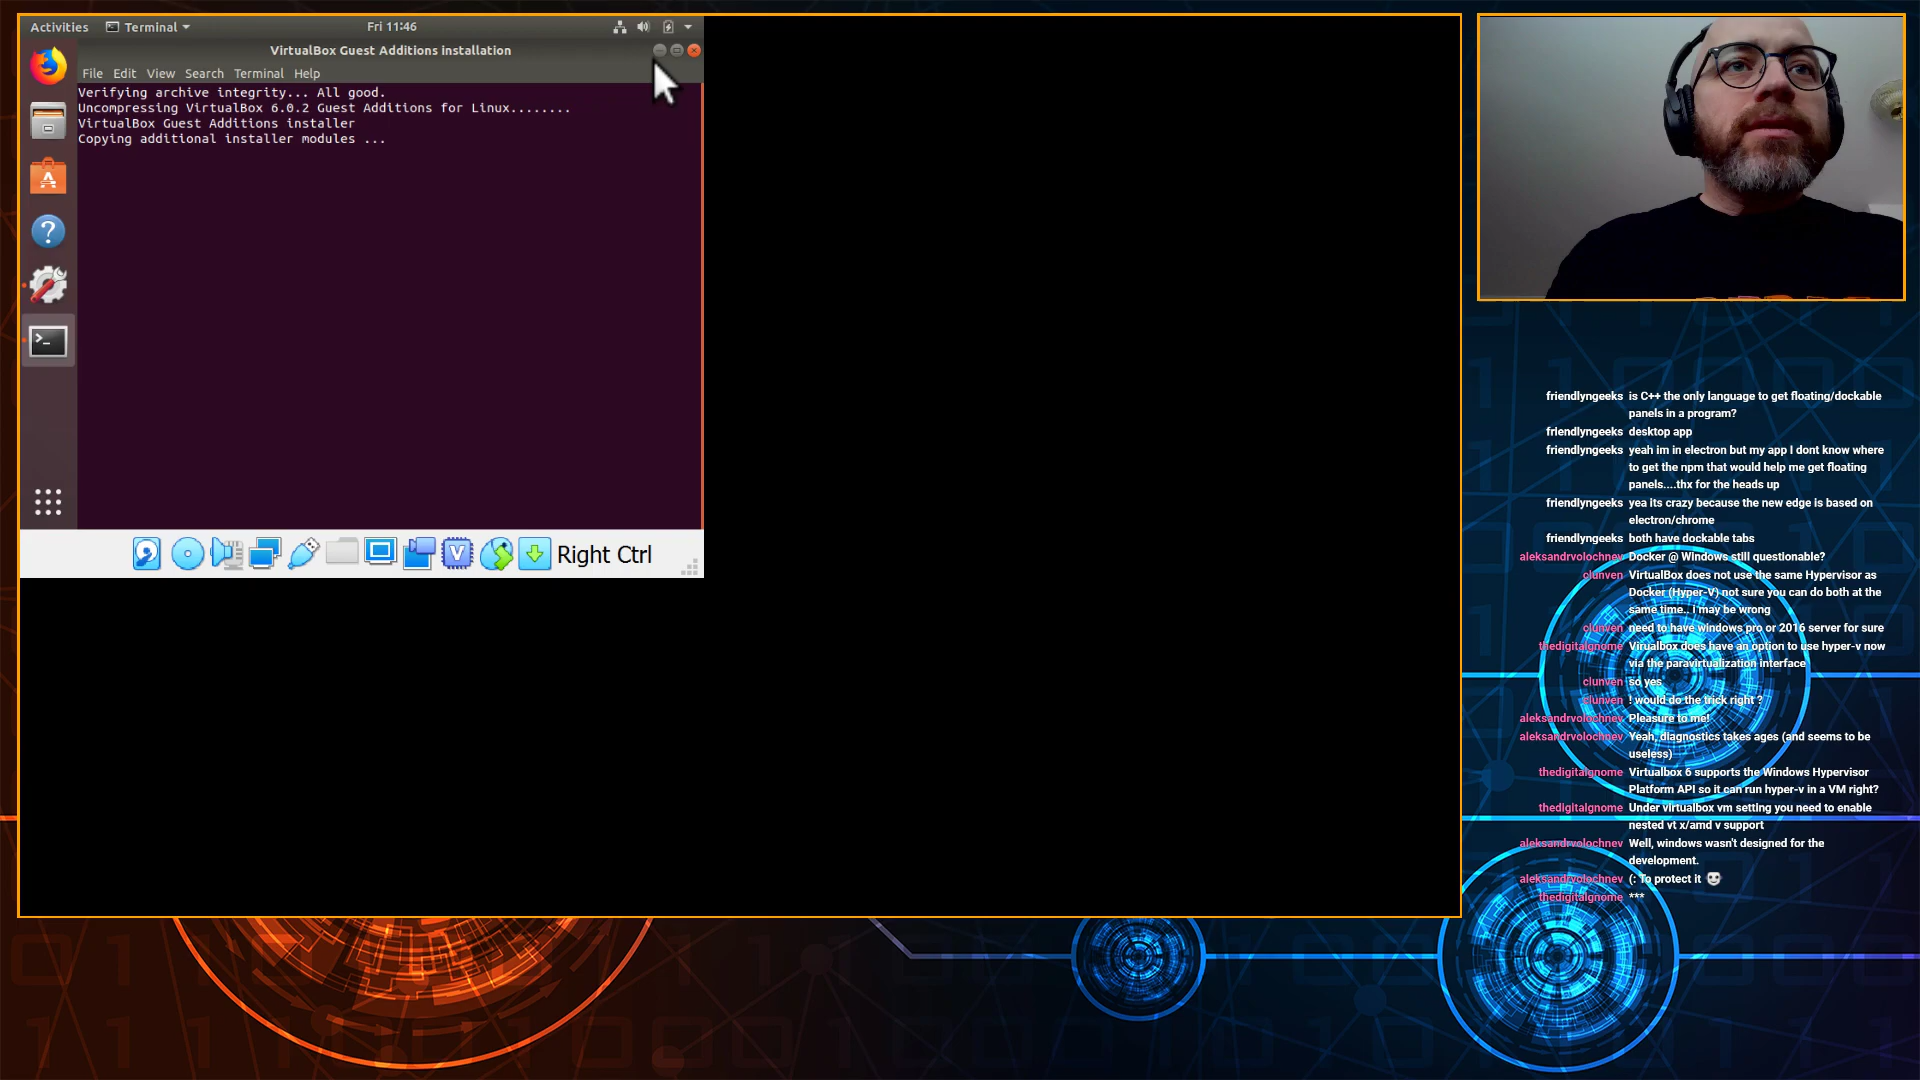 Activities Terminal Fri 11:46
VirtualBox Guest Additions installation
File Edit View Search Terminal Help
Verifying archive integrity... All good.
Uncompressing VirtualBox 6.0.2 Guest Additions for Linux........
VirtualBox Guest Additions installer
Copying additional installer modules ...
Right Ctrl
friendlyngeeks is C++ the only language to get floating/dockable
panels in a program?
friendlyngeeks desktop app
friendlyngeeks yeah im in electron but my app I dont know where
to get the npm that would help me get floating
panels....thx for the heads up
friendlyngeeks yea its crazy because the new edge is based on
electron/chrome
friendlyngeeks both have dockable tabs
aleksandrvolochnev Docker @ Windows still questionable?
clunven VirtualBox does not use the same Hypervisor as
Docker (Hyper-V) not sure you can do both at the
same time.. I may be wrong
clunven need to have windows pro or 2016 server for sure
thedigitalgnome Virualbox does have an option to use hyper-v now
via the paravirtualization interface
clunven so yes
clunven ! would do the trick right ?
aleksandrvolochnev Pleasure to me!
aleksandrvolochnev Yeah, diagnostics takes ages (and seems to be
useless)
thedigitalgnome Virtualbox 6 supports the Windows Hypervisor
Platform API so it can run hyper-v in a VM right?
thedigitalgnome Under virtualbox vm setting you need to enable
nested vt x/amd v support
aleksandrvolochnev Well, windows wasn't designed for the
development.
aleksandrvolochnev (: To protect it
thedigitalgnome ***